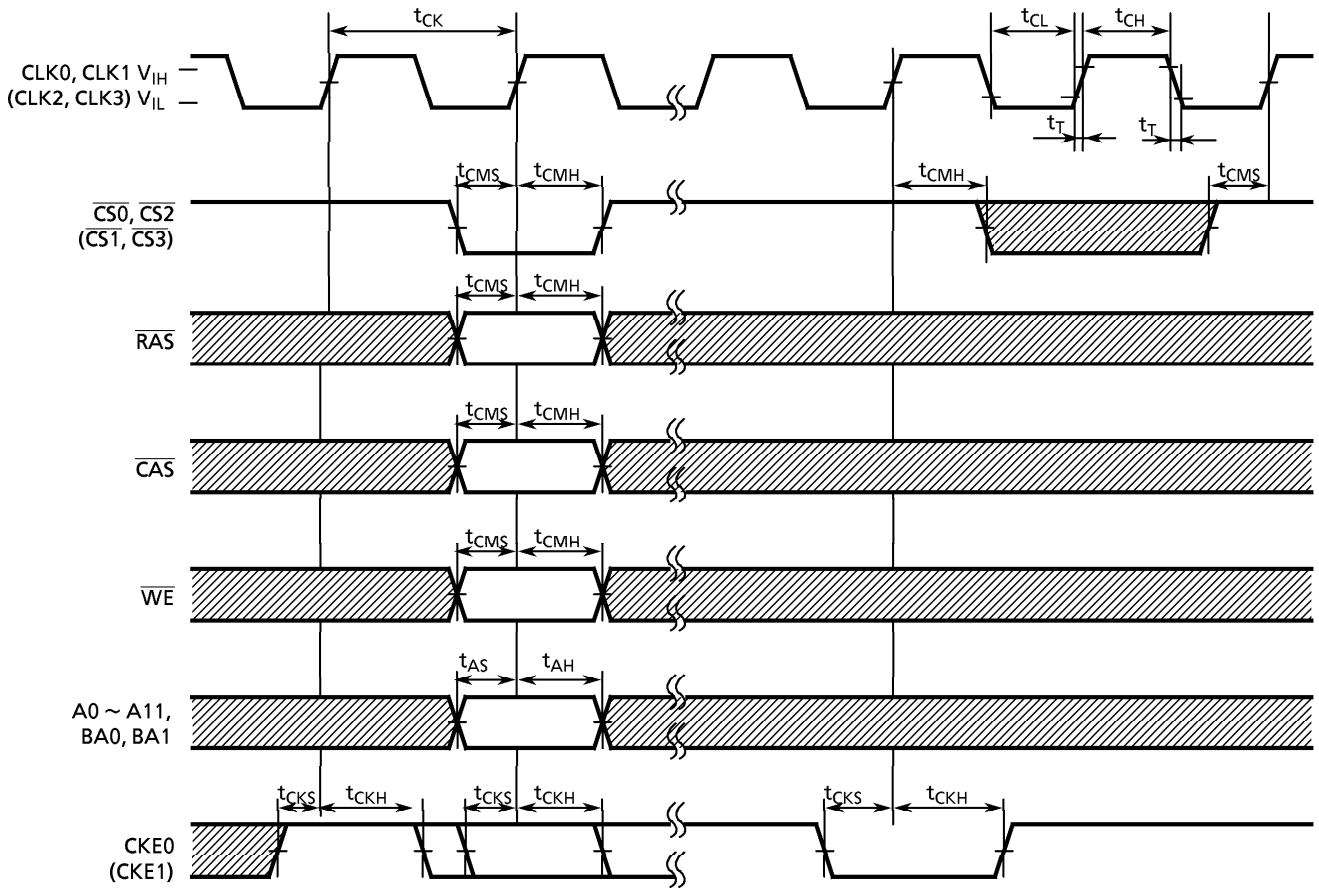 tCK tCL tCH
CLK0, CLK1 VIH
(CLK2, CLK3) VIL
tT tT
tCMS tCMH tCMH tCMS
CS0, CS2
(CS1, CS3)
tCMS tCMH
RAS
tCMS tCMH
CAS
tCMS tCMH
WE
tAS tAH
A0 ~ A11,
BA0, BA1
tCKS tCKH tCKS tCKH tCKS tCKH
CKE0
(CKE1)